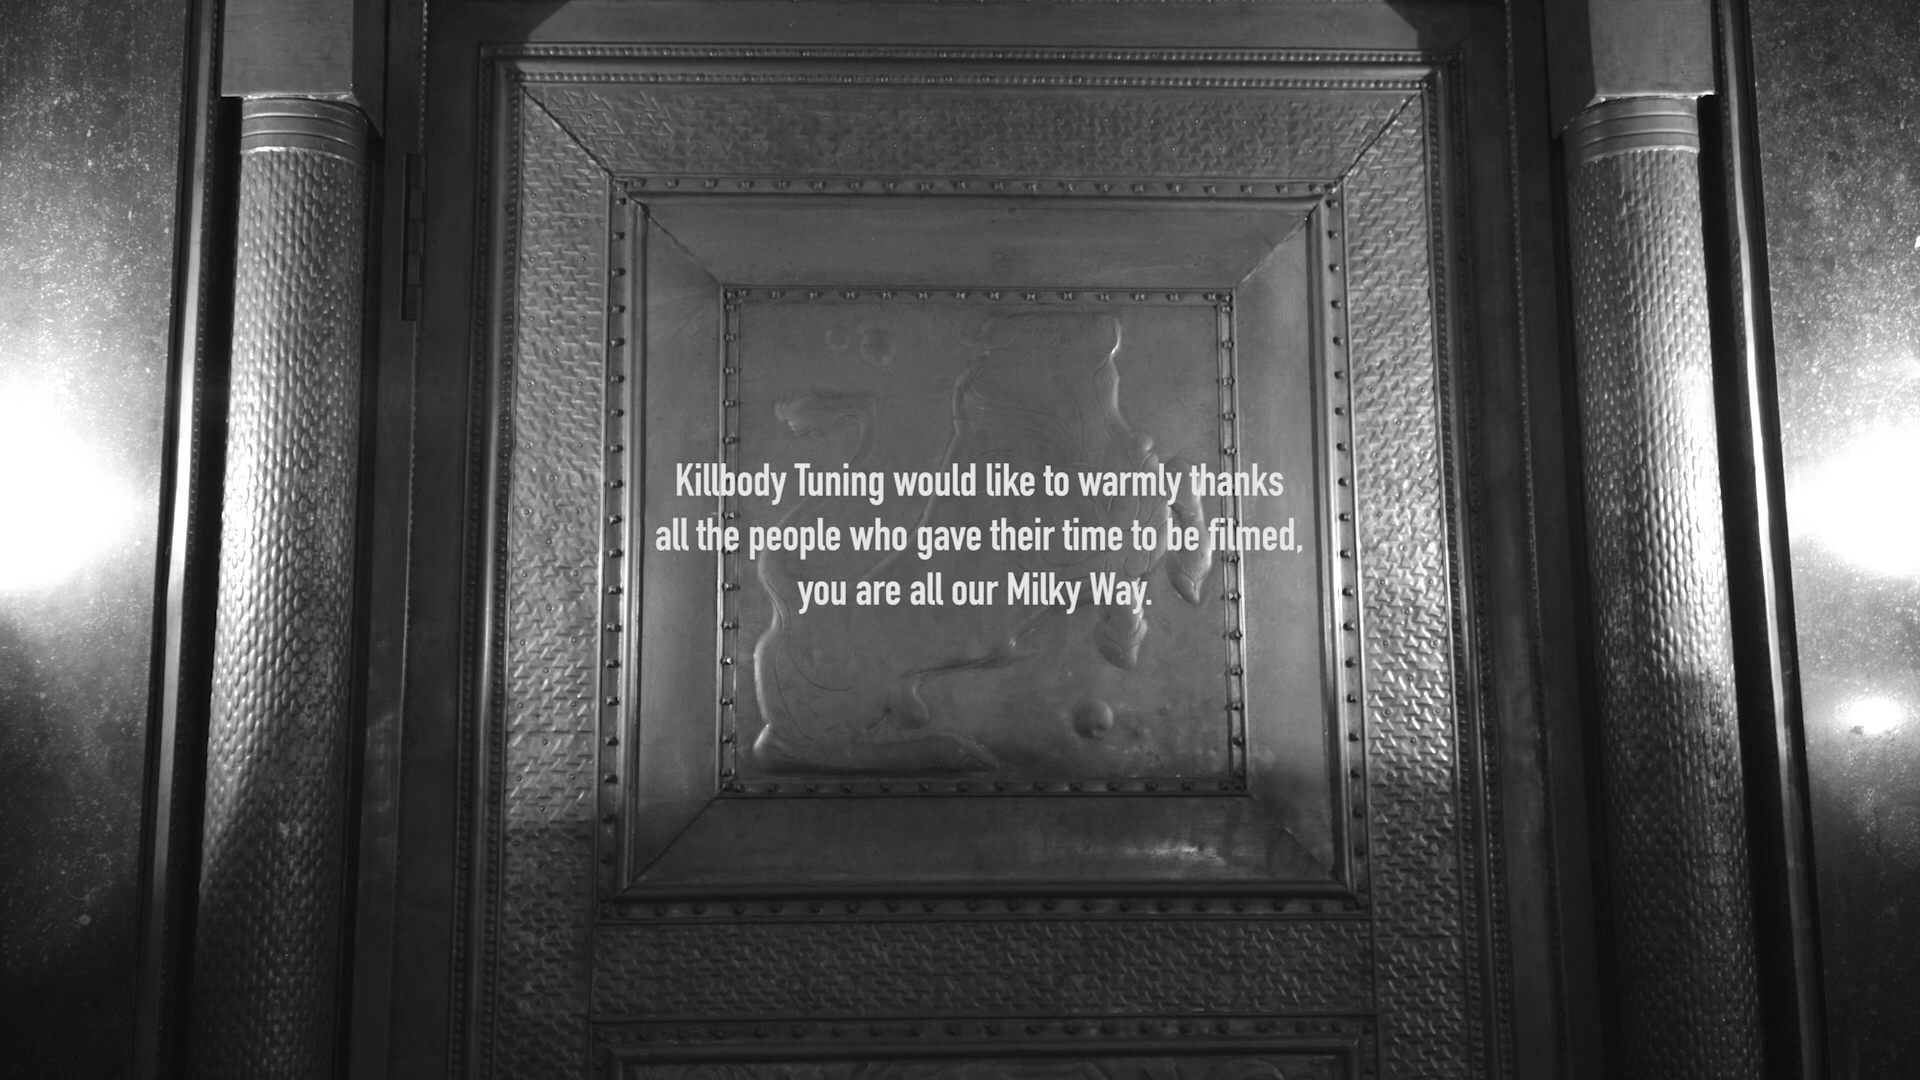 Killbody Tuning would like to warmly thanks
all the people who gave their time to be filmed,
you are all our Milky Way.